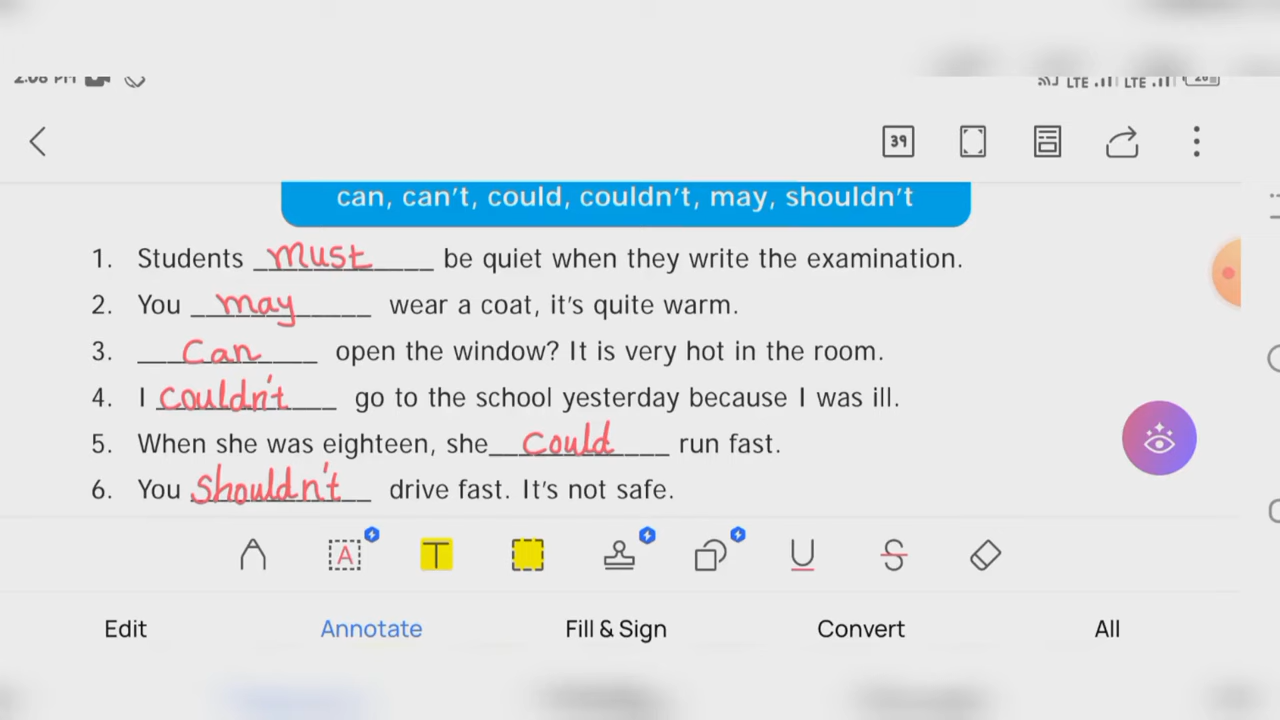 39
can, can't, could, couldn't, may, shouldn't
1. Students must be quiet when they write the examination.
2. You may wear a coat, it's quite warm.
3. Can open the window? It is very hot in the room.
4. I couldn't go to the school yesterday because I was ill.
5. When she was eighteen, she could run fast.
6. You shouldn't drive fast. It's not safe.
A T U S
Edit Annotate Fill & Sign Convert All